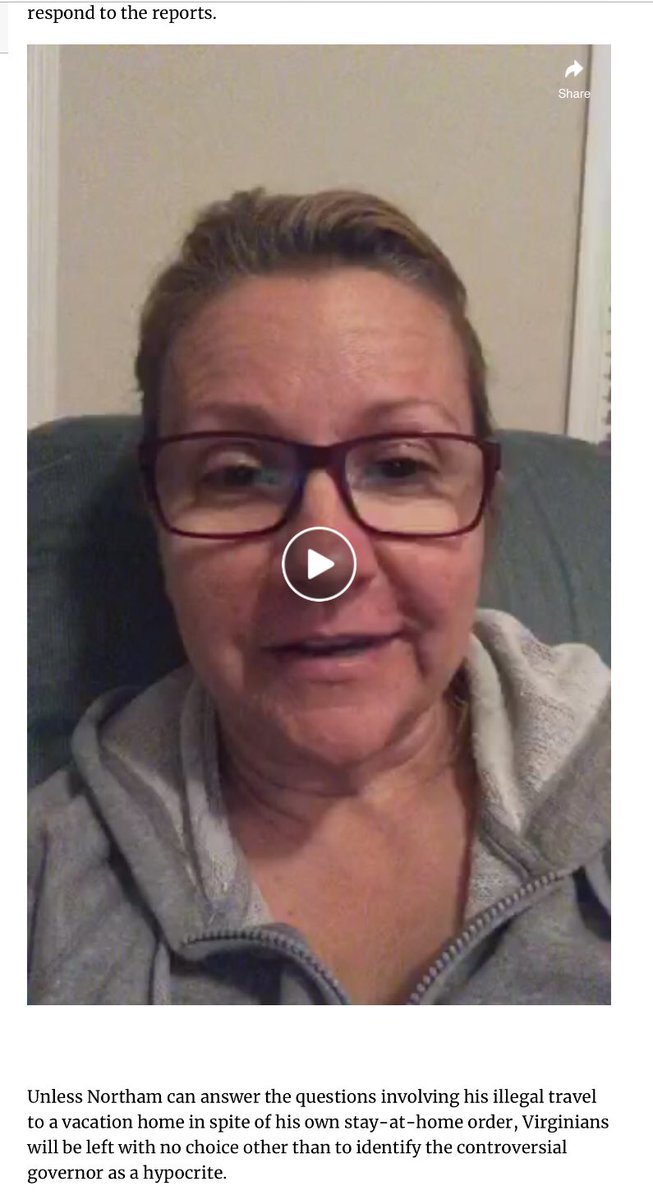 respond to the reports.
Share
Unless Northam can answer the questions involving his illegal travel
to a vacation home in spite of his own stay-at-home order, Virginians
will be left with no choice other than to identify the controversial
governor as a hypocrite.